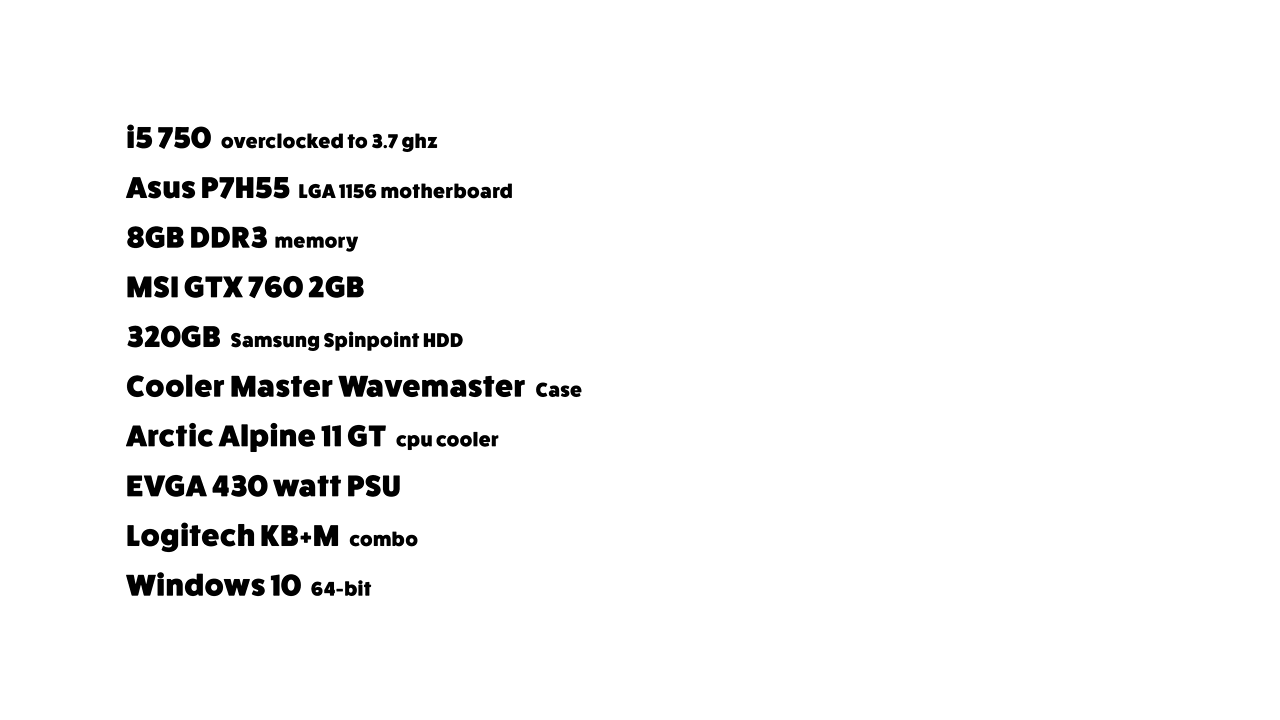 i5 750 overclocked to 3.7 ghz
Asus P7H55 LGA 1156 motherboard
8GB DDR3 memory
MSI GTX 760 2GB
320GB Samsung Spinpoint HDD
Cooler Master Wavemaster Case
Arctic Alpine 11 GT cpu cooler
EVGA 430 watt PSU
Logitech KB+M combo
Windows 10 64-bit